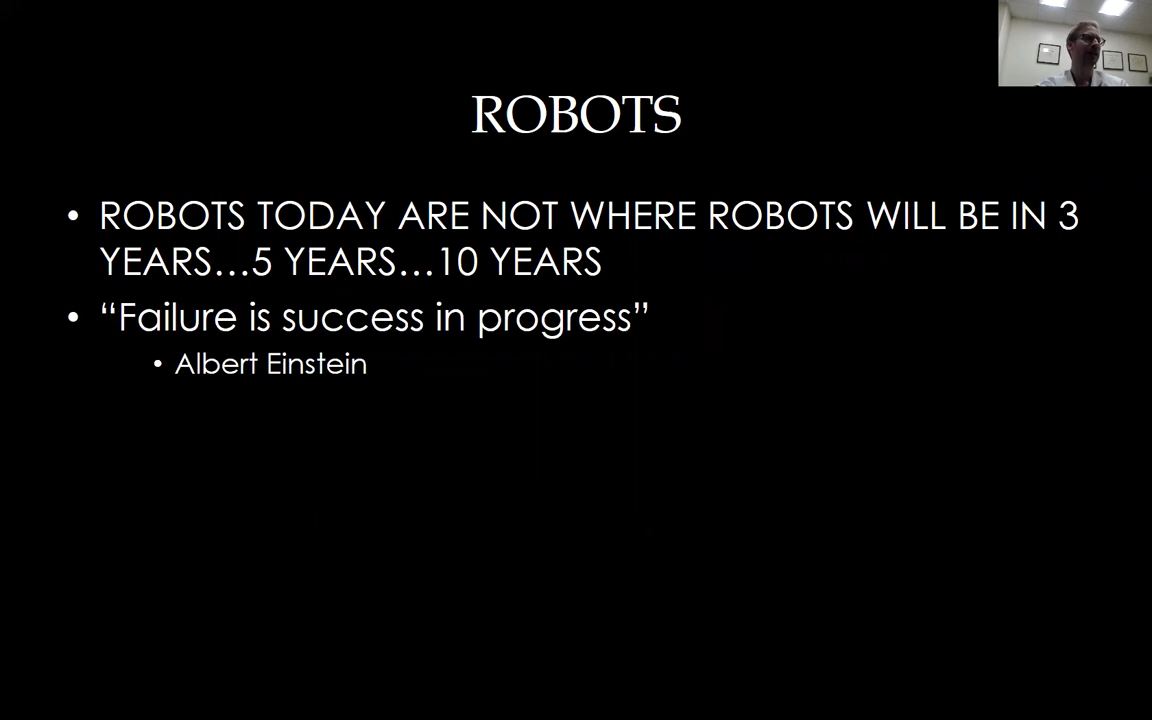 ROBOTS
• ROBOTS TODAY ARE NOT WHERE ROBOTS WILL BE IN 3
YEARS…5 YEARS…10 YEARS
• “Failure is success in progress”
• Albert Einstein